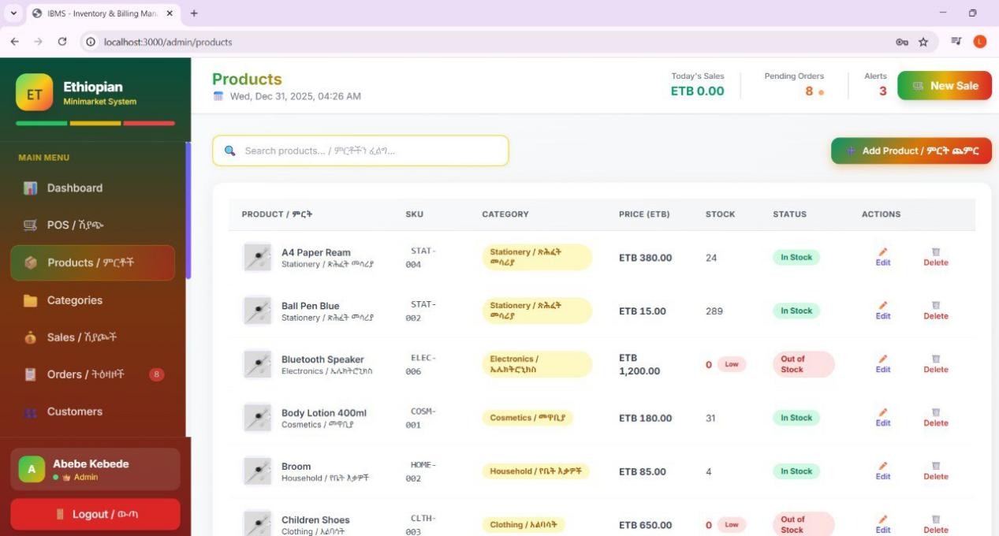 IBMS - Inventory & Billing Man
localhost:3000/admin/products
L
ET
Ethiopian
Minimarket System
MAIN MENU
Dashboard
POS / ሽያጭ
Products / ምርቶች
Categories
Sales / ሽያጮች
Orders / ትዕዛዞች
8
Customers
A
Abebe Kebede
Admin
Logout / ውጣ
Products
Wed, Dec 31, 2025, 04:26 AM
Today's Sales
ETB 0.00
Pending Orders
8
Alerts
3
New Sale
Search products... / ምርቶችን ፈልግ...
Add Product / ምርት ጨምር
PRODUCT / ምርት SKU CATEGORY PRICE (ETB) STOCK STATUS ACTIONS
A4 Paper Ream
Stationery / ጽሕፈት መሳሪያ
STAT-
004
Stationery / ጽሕፈት
መሳሪያ
ETB 380.00
24
In Stock
Edit
Delete
Ball Pen Blue
Stationery / ጽሕፈት መሳሪያ
STAT-
002
Stationery / ጽሕፈት
መሳሪያ
ETB 15.00
289
In Stock
Edit
Delete
Bluetooth Speaker
Electronics / ኤሌክትሮኒክስ
ELEC-
006
Electronics /
ኤሌክትሮኒክስ
ETB
1,200.00
0 Low
Out of
Stock
Edit
Delete
Body Lotion 400ml
Cosmetics / መዋቢያ
COSM-
001
Cosmetics / መዋቢያ
ETB 180.00
31
In Stock
Edit
Delete
Broom
Household / የቤት እቃዎች
HOME-
002
Household / የቤት እቃዎች
ETB 85.00
4
In Stock
Edit
Delete
Children Shoes
Clothing / አልባሳት
CLTH-
003
Clothing / አልባሳት
ETB 650.00
0 Low
Out of
Stock
Edit
Delete